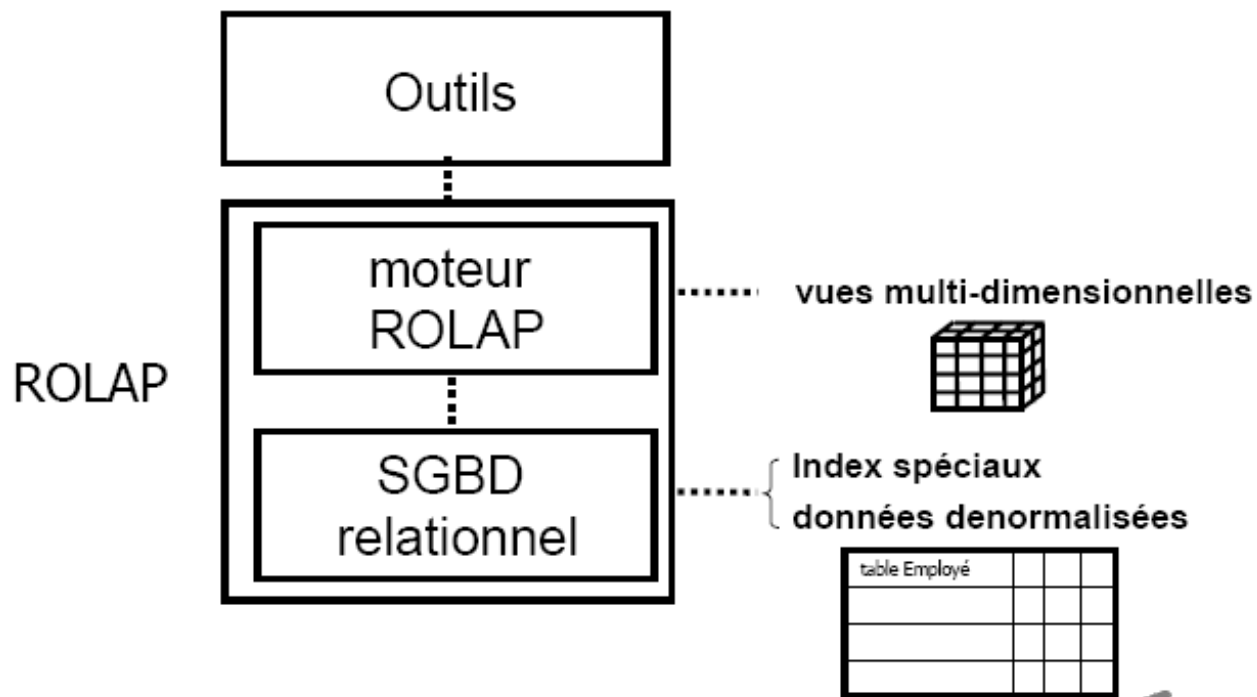 Outils
moteur
ROLAP
vues multi-dimensionnelles
ROLAP
SGBD
relationnel
Index spéciaux
données denormalisées
table Employé